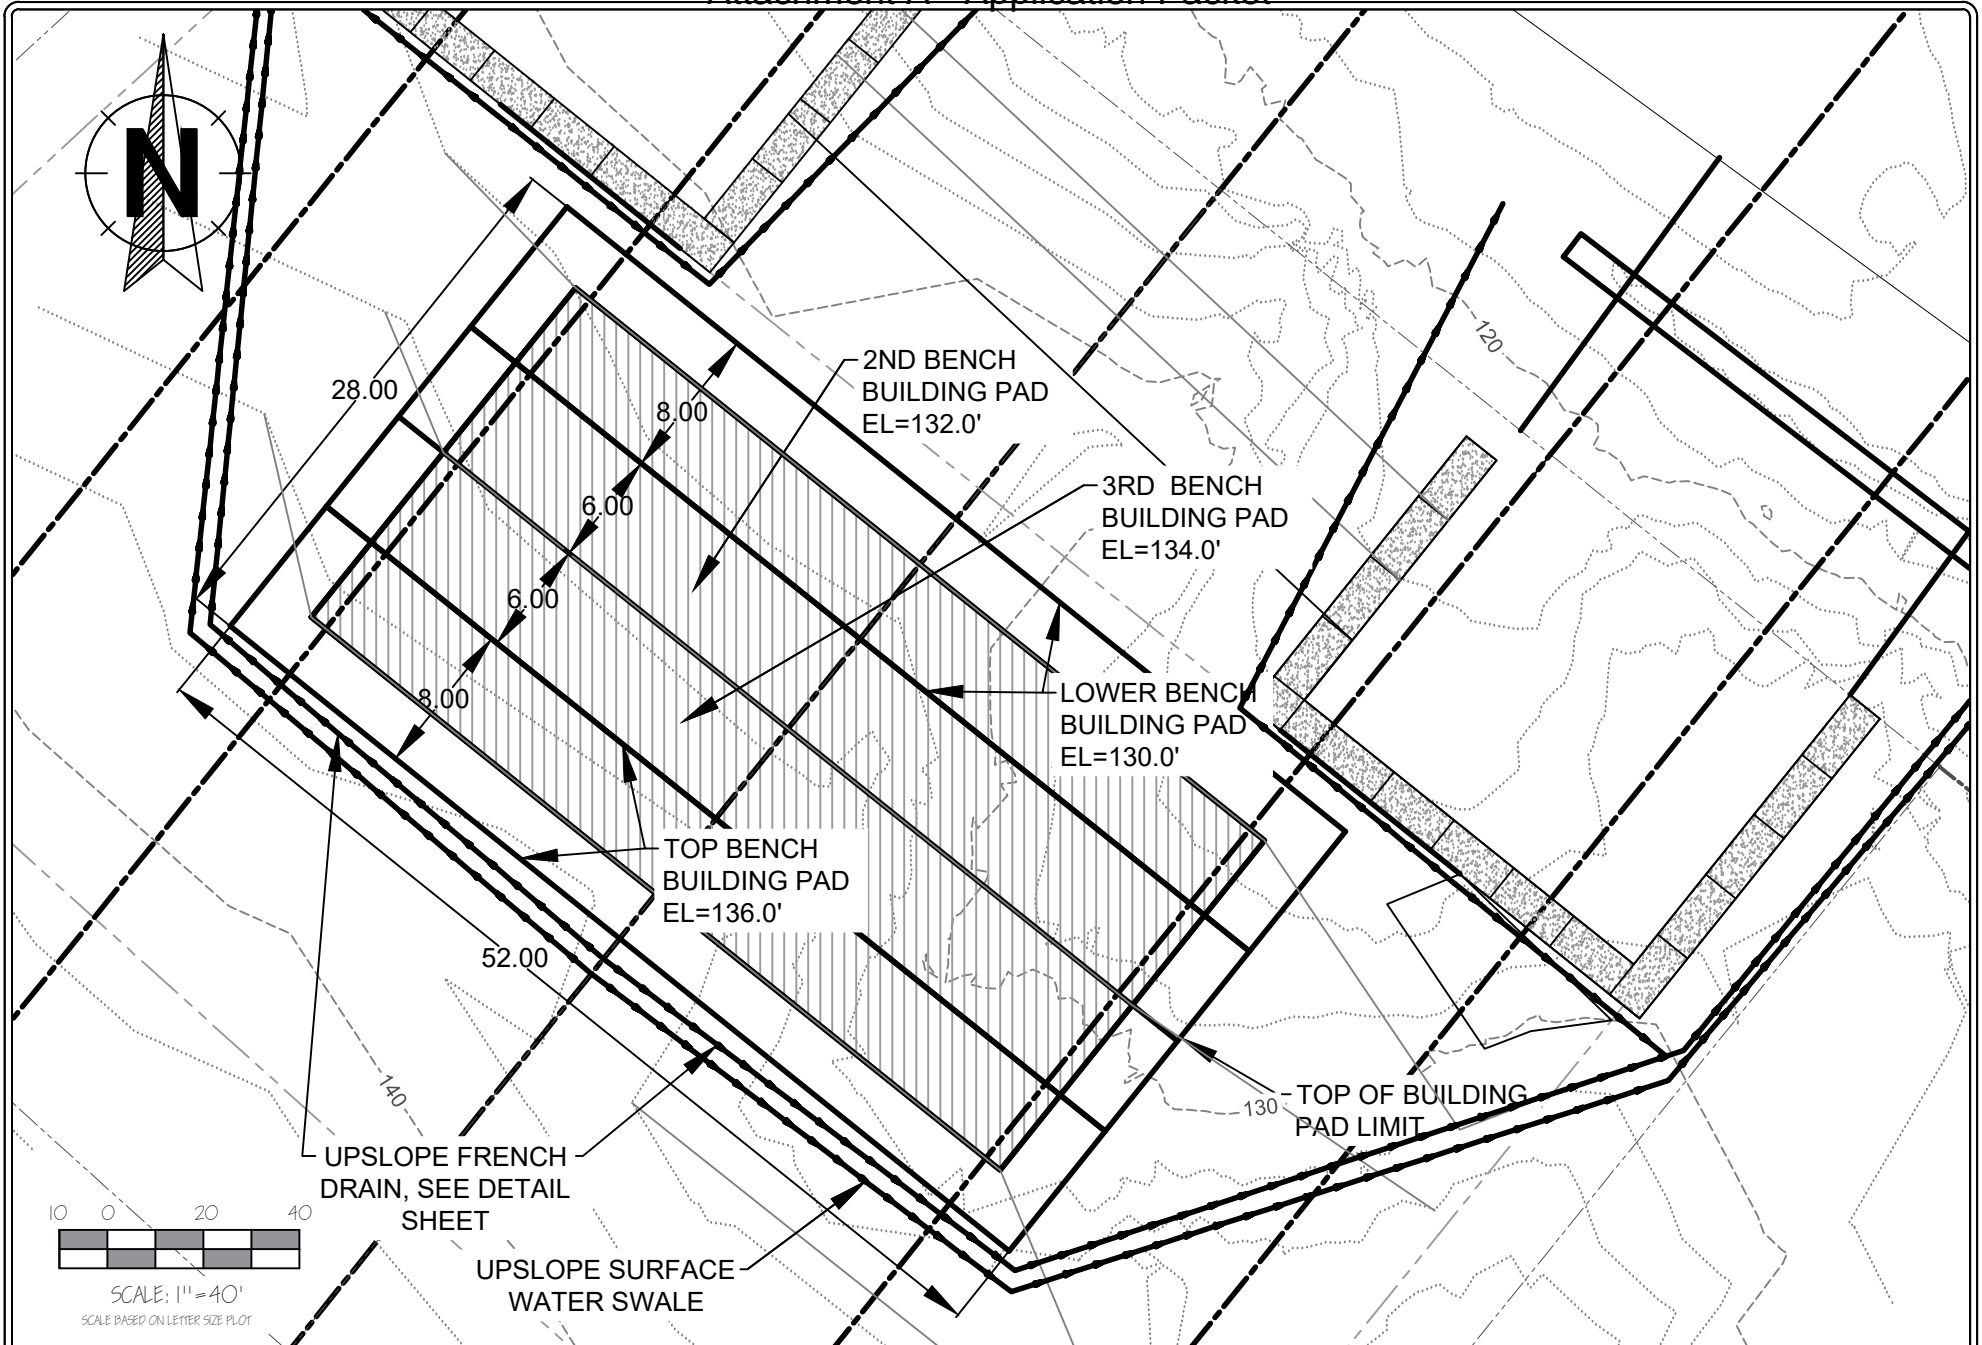 Attachment A - Application Packet
N
120
28.00
2ND BENCH
BUILDING PAD
EL=132.0'
8.00
3RD BENCH
BUILDING PAD
EL=134.0'
6.00
6.00
8.00
LOWER BENCH
BUILDING PAD
EL=130.0'
TOP BENCH
BUILDING PAD
EL=136.0'
52.00
140
130
TOP OF BUILDING
PAD LIMIT
UPSLOPE FRENCH
DRAIN, SEE DETAIL
SHEET
UPSLOPE SURFACE
WATER SWALE
10 0 20 40
SCALE: 1"=40'
SCALE BASED ON LETTER SIZE PLOT